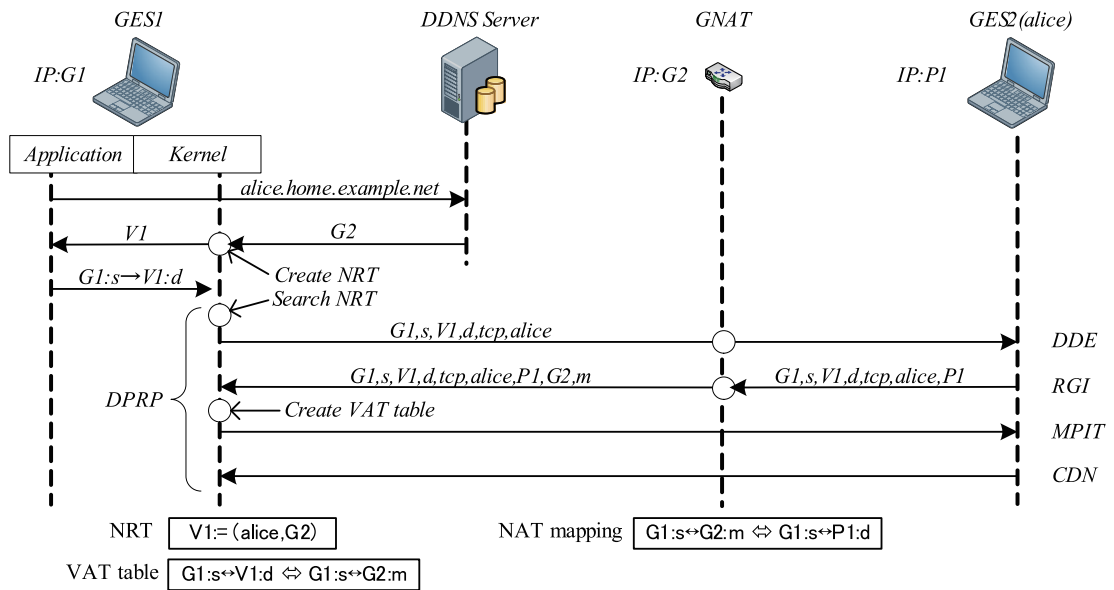 GES1
DDNS Server
GNAT
GES2(alice)
IP:G1
IP:G2
IP:P1
Application
Kernel
alice.home.example.net
V1
G2
Create NRT
G1:s→V1:d
Search NRT
G1,s,V1,d,tcp,alice
DDE
G1,s,V1,d,tcp,alice,P1,G2,m
G1,s,V1,d,tcp,alice,P1
RGI
DPRP
Create VAT table
MPIT
CDN
NRT
V1:= (alice,G2)
NAT mapping
G1:s↔G2:m ⇔ G1:s↔P1:d
VAT table
G1:s↔V1:d ⇔ G1:s↔G2:m